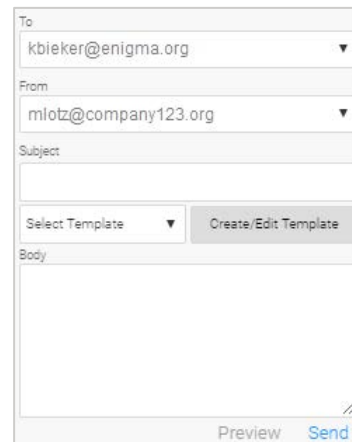 To
kbieker@enigma.org
From
mlotz@company123.org
Subject
Select Template
Create/Edit Template
Body
Preview Send